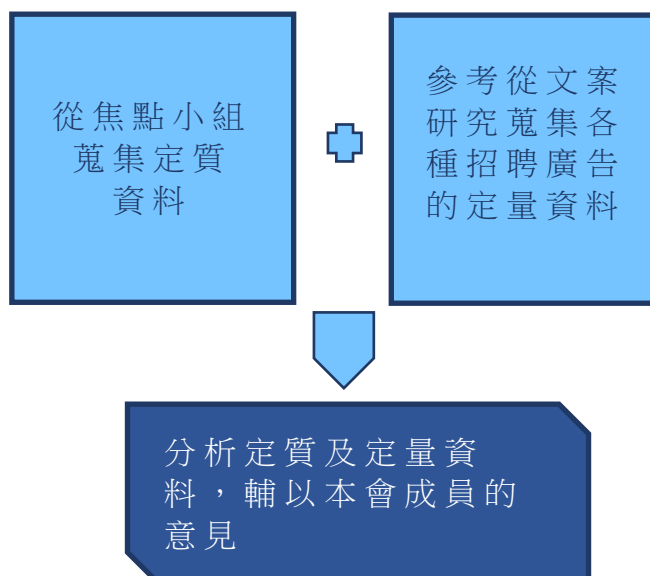 從焦點小組
蒐集定質
資料
參考從文案
研究蒐集各
種招聘廣告
的定量資料
分析定質及定量資
料，輔以本會成員的
意見